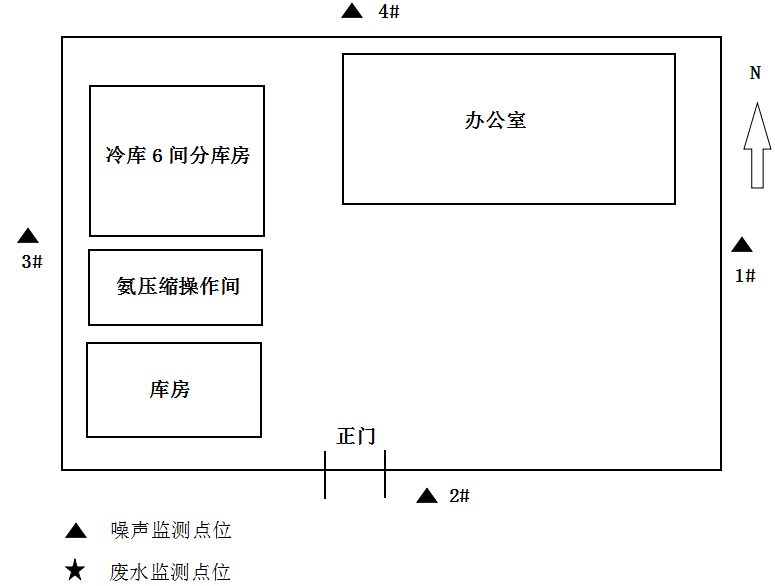 4#
N
办公室
冷库 6 间分库房
3#
1#
氨压缩操作间
库房
正门
2#
噪声监测点位
废水监测点位